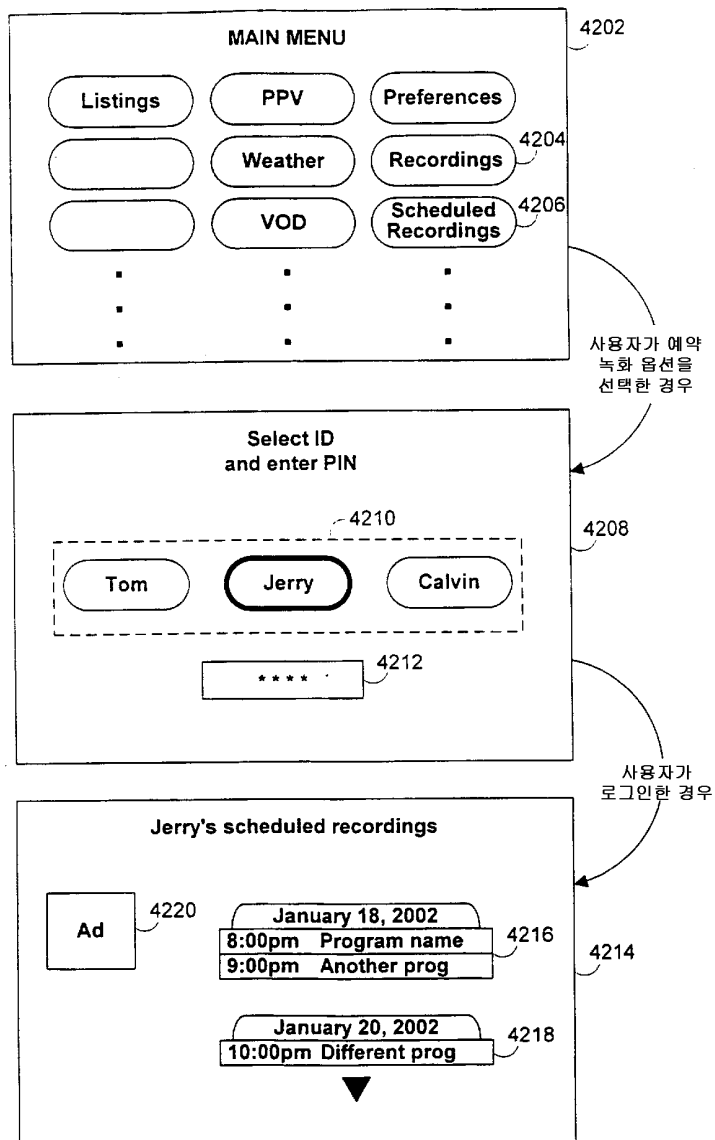 MAIN MENU
4202
Listings
PPV
Preferences
4204
Weather
Recordings
4206
VOD
Scheduled
Recordings
사용자가 예약
녹화 옵션을
선택한 경우
Select ID
and enter PIN
4210
4208
Tom
Jerry
Calvin
4212
* * * *
사용자가
로그인한 경우
Jerry's scheduled recordings
4220
Ad
January 18, 2002
8:00pm Program name
4216
9:00pm Another prog
4214
January 20, 2002
4218
10:00pm Different prog